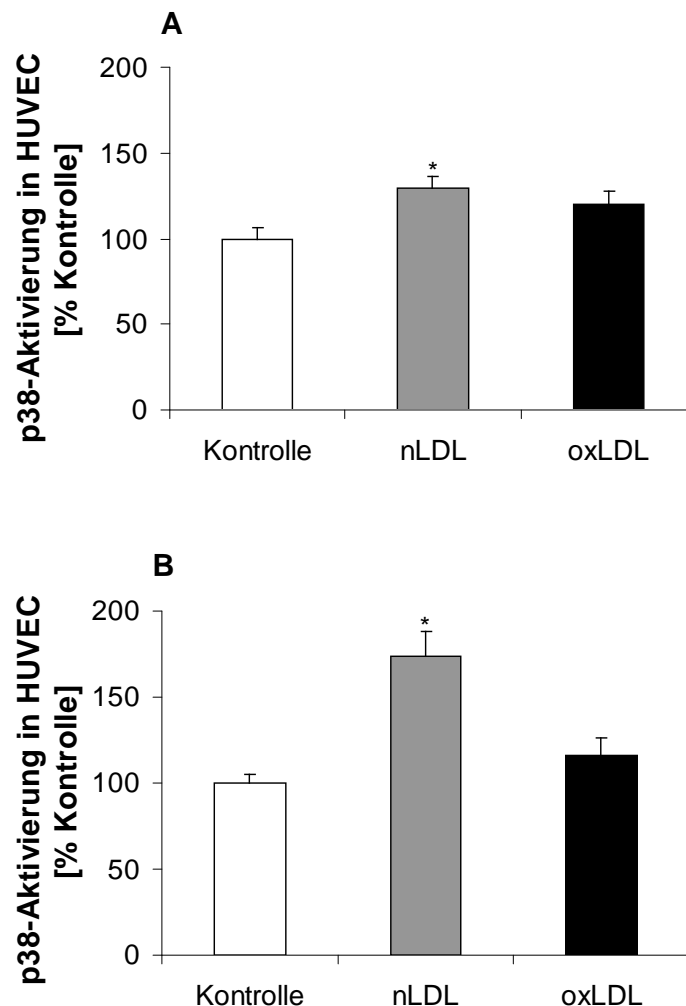 A
p38-Aktivierung in HUVEC
[% Kontrolle]
200
150
100
50
0
*
Kontrolle nLDL oxLDL
B
p38-Aktivierung in HUVEC
[% Kontrolle]
200
150
100
50
0
*
Kontrolle nLDL oxLDL